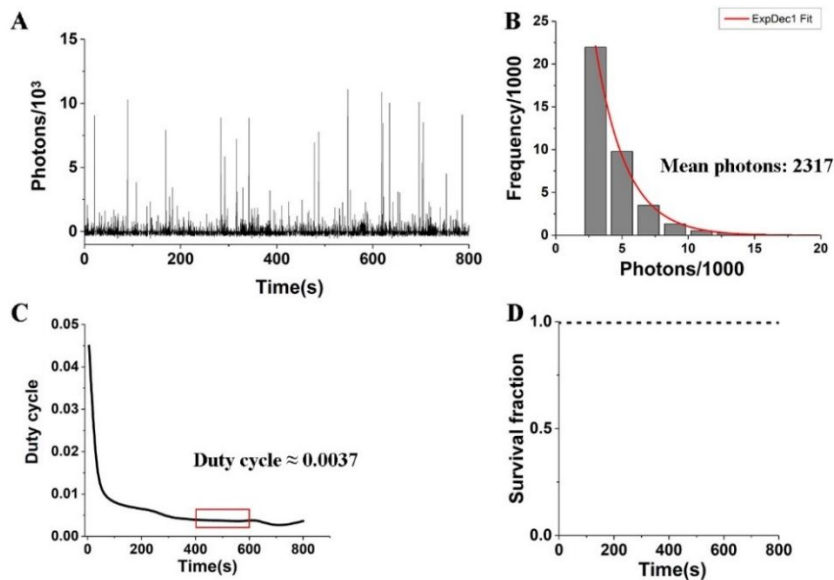 A
Photons/10³
15
10
5
0
0 200 400 600 800
Time(s)
B
ExpDec1 Fit
Frequency/1000
25
20
15
10
5
0
Mean photons: 2317
5 10 15 20
Photons/1000
C
Duty cycle
0.05
0.04
0.03
0.02
0.01
0.00
Duty cycle ≈ 0.0037
0 200 400 600 800
Time(s)
D
Survival fraction
1.0
0.5
0.0
0 200 400 600 800
Time(s)